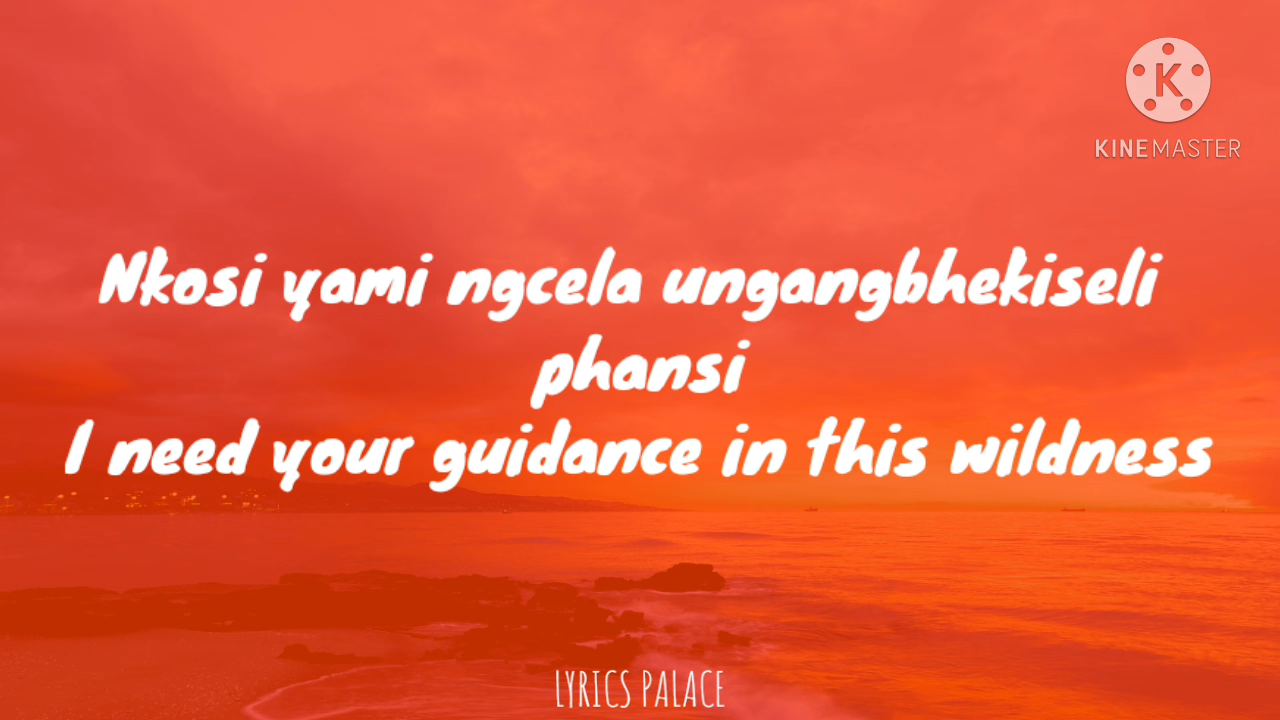 K
KINEMASTER
Nkosi yami ngcela ungangbhekiseli
phansi
I need your guidance in this wildness
LYRICS PALACE